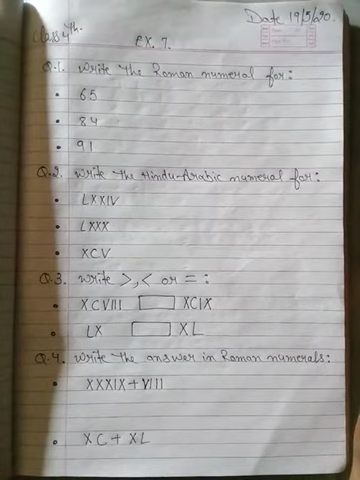 Date 19/5/20.
Class 4th.
EX. 7.
Q.1. Write the Roman numeral for:
• 65
• 84
• 91
Q.2. Write the Hindu-Arabic numeral for:
• LXXIV
• LXXX
• XCV
Q.3. Write >, < or = :
• XCVIII XCIX
• LX XL
Q.4. Write the answer in Roman numerals:
• XXXIX + VIII
• XC + XL